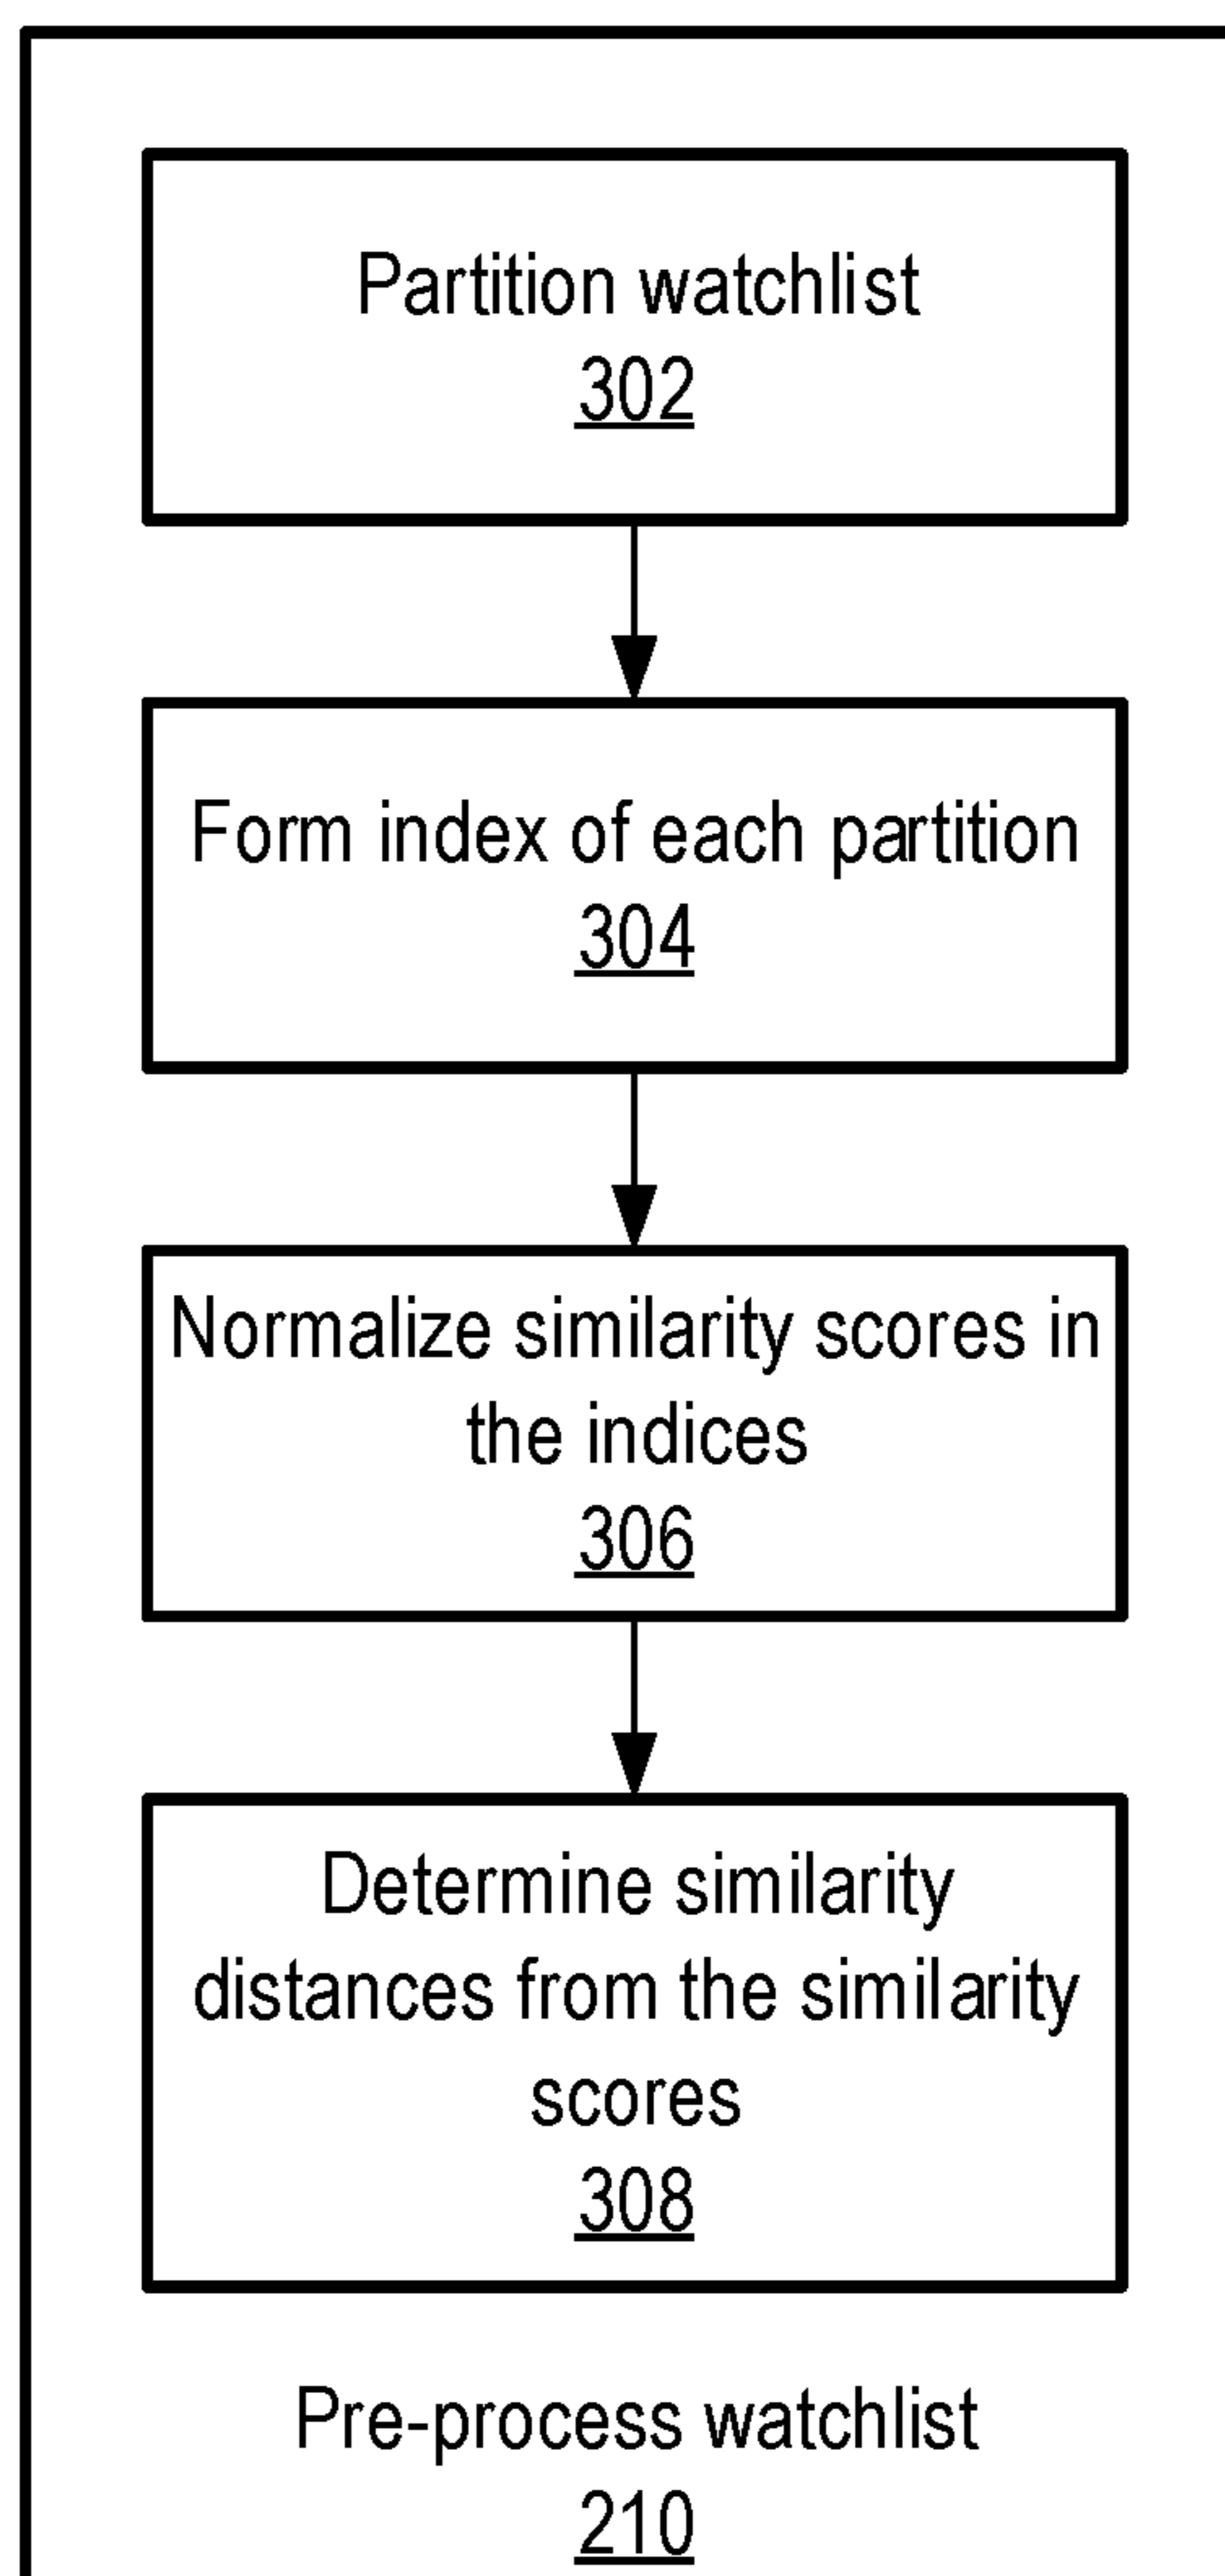 Partition watchlist
302
Form index of each partition
304
Normalize similarity scores in
the indices
306
Determine similarity
distances from the similarity
scores
308
Pre-process watchlist
210